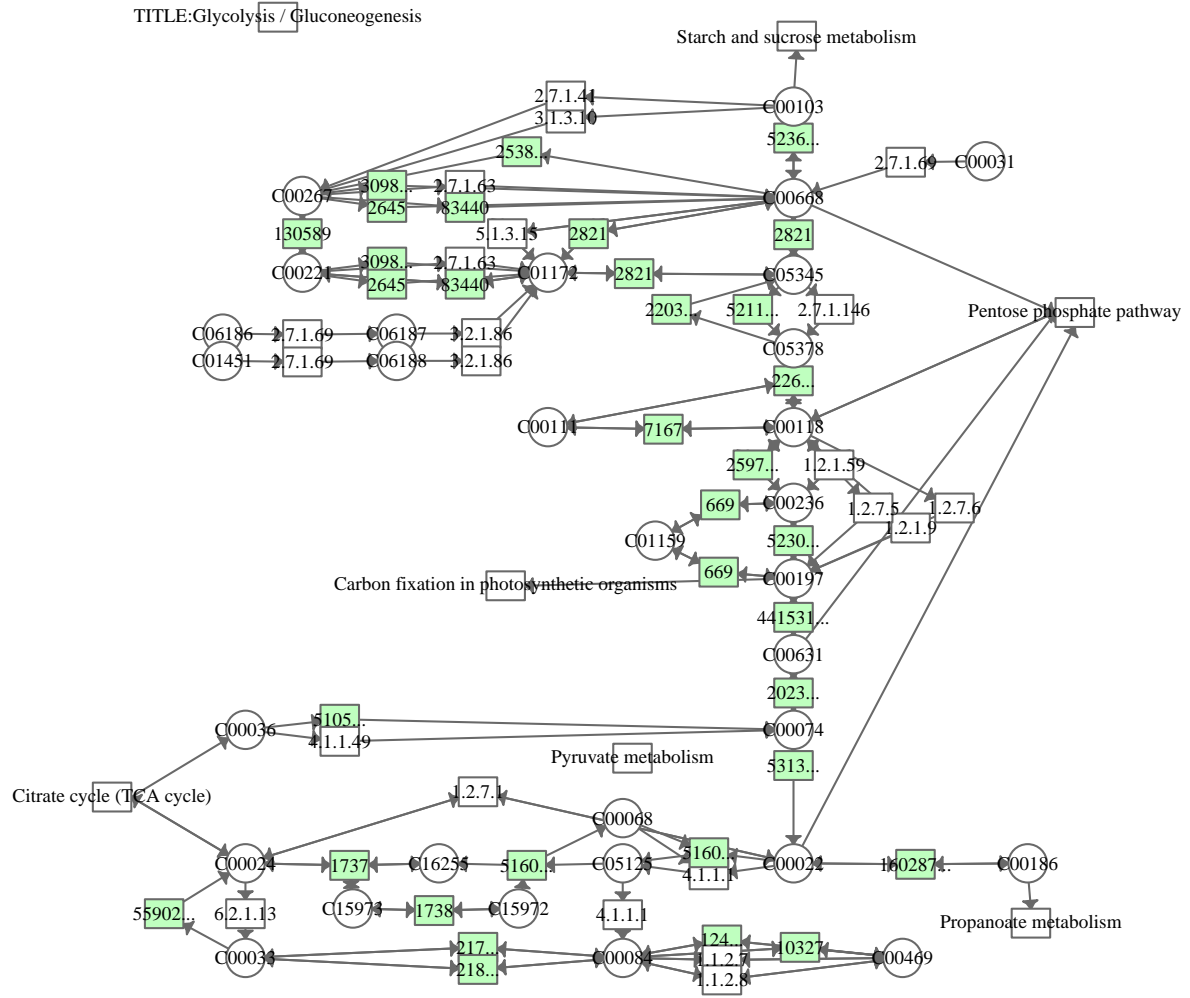 TITLE:Glycolysis / Gluconeogenesis
Starch and sucrose metabolism
2.7.1.41
C00103
3.1.3.10
5236...
2538...
2.7.1.69
C00031
3098...
2.7.1.63
C00267
C00668
2645
83440
130589
5.1.3.15
2821
2821
3098...
2.7.1.63
C00221
C01172
2821
C05345
2645
83440
2203...
5211...
2.7.1.146
Pentose phosphate pathway
C06186
2.7.1.69
C06187
3.2.1.86
C05378
C01451
2.7.1.69
C06188
3.2.1.86
226...
C00111
7167
C00118
2597...
1.2.1.59
669
C00236
1.2.7.5
1.2.7.6
1.2.1.9
C01159
5230...
669
C00197
Carbon fixation in photosynthetic organisms
441531...
C00631
2023...
5105...
C00036
C00074
4.1.1.49
Pyruvate metabolism
5313...
Citrate cycle (TCA cycle)
1.2.7.1
C00068
5160...
C00024
1737
C16255
5160...
C05125
C00022
160287...
C00186
4.1.1.1
55902...
6.2.1.13
C15973
1738
C15972
4.1.1.1
Propanoate metabolism
217...
124...
10327
C00033
C00084
1.1.2.7
C00469
218...
1.1.2.8